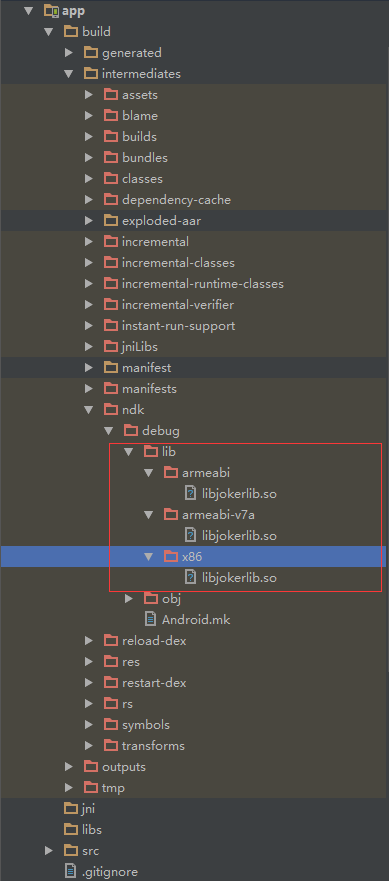 app
build
generated
intermediates
assets
blame
builds
bundles
classes
dependency-cache
exploded-aar
incremental
incremental-classes
incremental-runtime-classes
incremental-verifier
instant-run-support
jniLibs
manifest
manifests
ndk
debug
lib
armeabi
libjokerlib.so
armeabi-v7a
libjokerlib.so
x86
libjokerlib.so
obj
Android.mk
reload-dex
res
restart-dex
rs
symbols
transforms
outputs
tmp
jni
libs
src
.gitignore